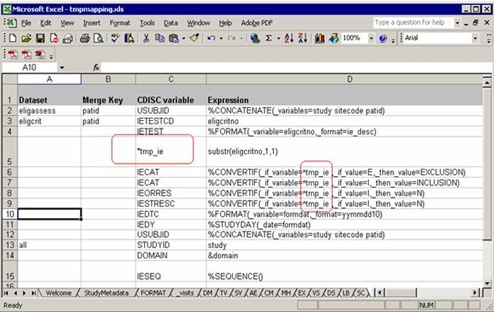 Microsoft Excel - tmpmapping.xls
File Edit View Insert Format Tools Data Window Help Adobe PDF
Type a question for help
100%
Arial
A10 fx
A B C D
1 Dataset Merge Key CDISC variable Expression
2 eligassess patid USUBJID %CONCATENATE(_variables=study sitecode patid)
3 eligcrit patid IETESTCD eligcritno
4 IETEST %FORMAT(_variable=eligcritno,_format=ie_desc)
5 *tmp_ie substr(eligcritno,1,1)
6 IECAT %CONVERTIF(_if_variable=*tmp_ie,_if_value=E,_then_value=EXCLUSION)
7 IECAT %CONVERTIF(_if_variable=*tmp_ie,_if_value=I,_then_value=INCLUSION)
8 IEORRES %CONVERTIF(_if_variable=*tmp_ie,_if_value=I,_then_value=N)
9 IESTRESC %CONVERTIF(_if_variable=*tmp_ie,_if_value=I,_then_value=N)
10 IEDTC %FORMAT(_variable=formdat,_format=yymmdd10)
11 IEDY %STUDYDAY(_date=formdat)
12 USUBJID %CONCATENATE(_variables=study sitecode patid)
13 all STUDYID study
14 DOMAIN &domain
15 IESEQ %SEQUENCE()
Welcome StudyMetadata FORMAT _visits DM TM SV AE CM MH EX VS DS LB SC
Ready NUM